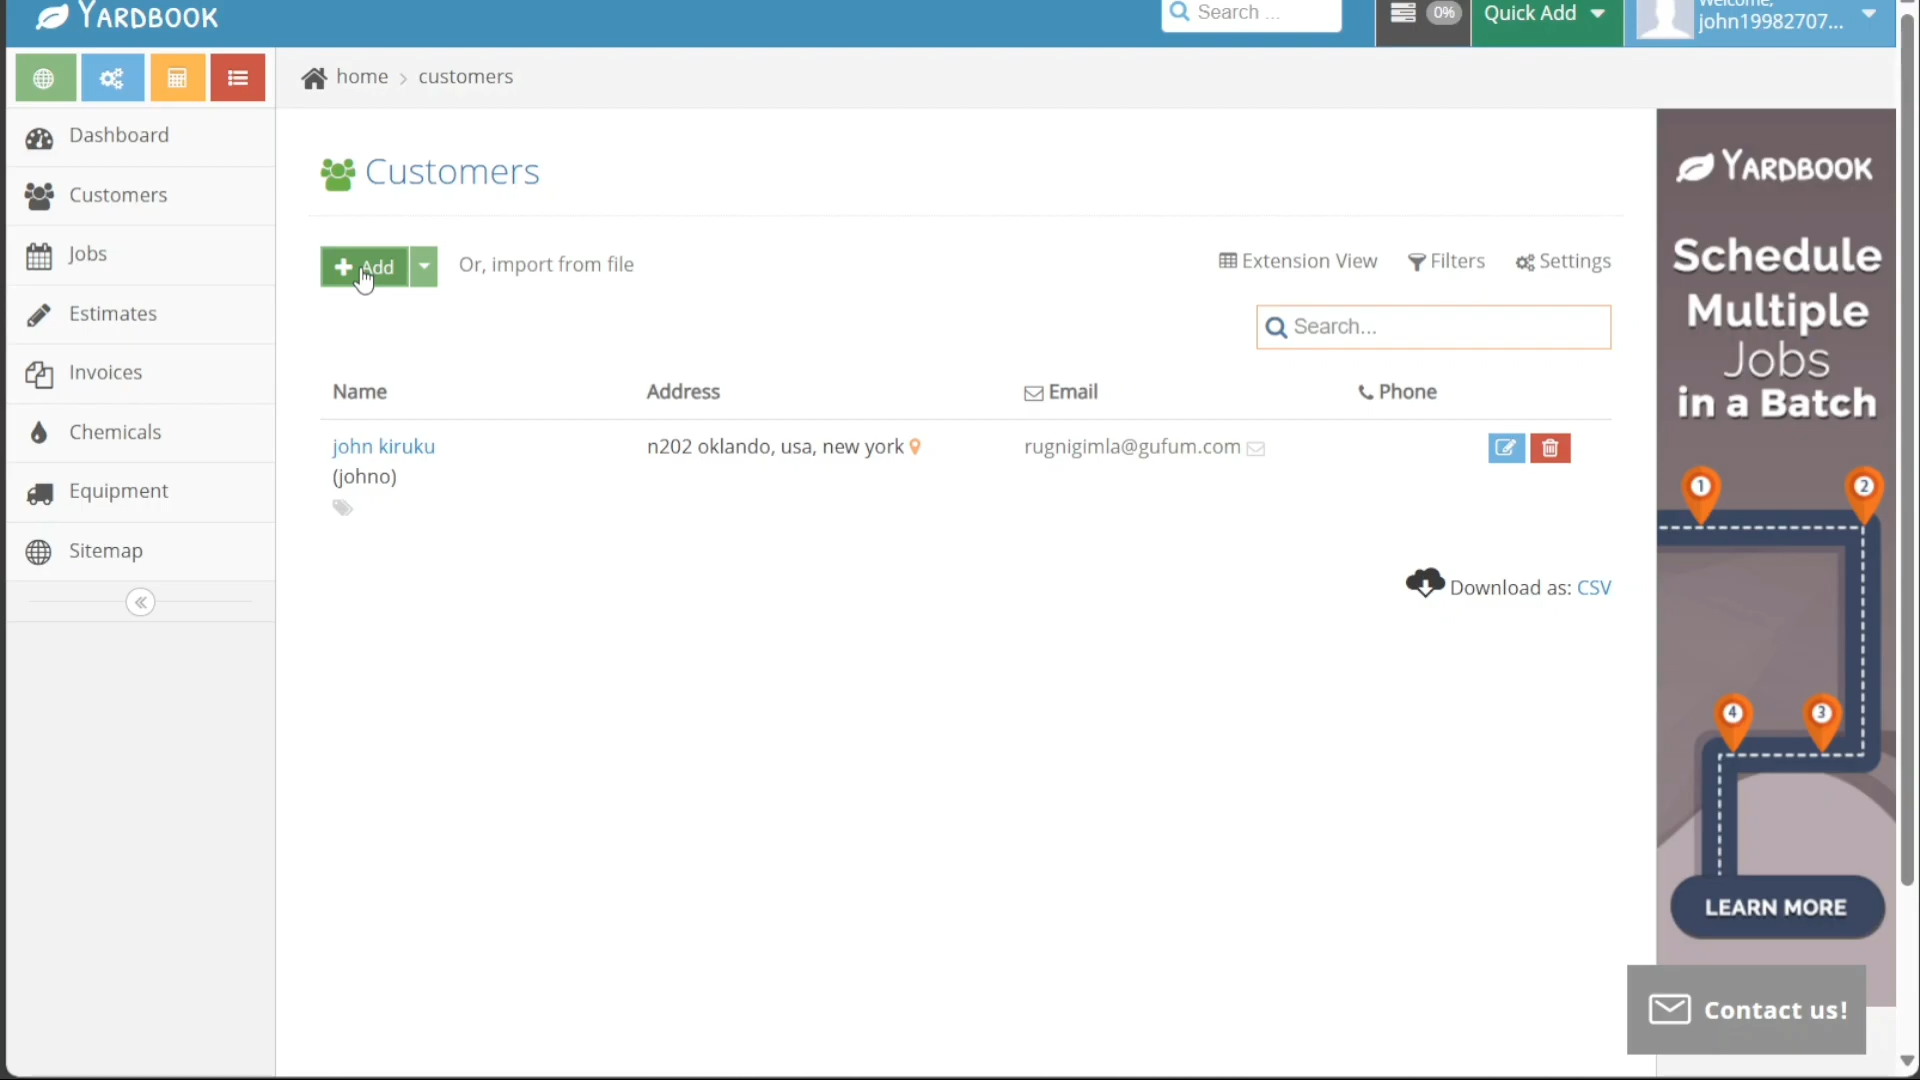 YARDBOOK
Search ...
0%
Quick Add
Welcome,
john19982707...
home > customers
Dashboard
Customers
Jobs
Estimates
Invoices
Chemicals
Equipment
Sitemap
Customers
Add
Or, import from file
Extension View
Filters
Settings
Search...
Name
Address
Email
Phone
john kiruku
(johno)
n202 oklando, usa, new york
rugnigimla@gufum.com
Download as: CSV
YARDBOOK
Schedule
Multiple
Jobs
in a Batch
1
2
4
3
LEARN MORE
Contact us!